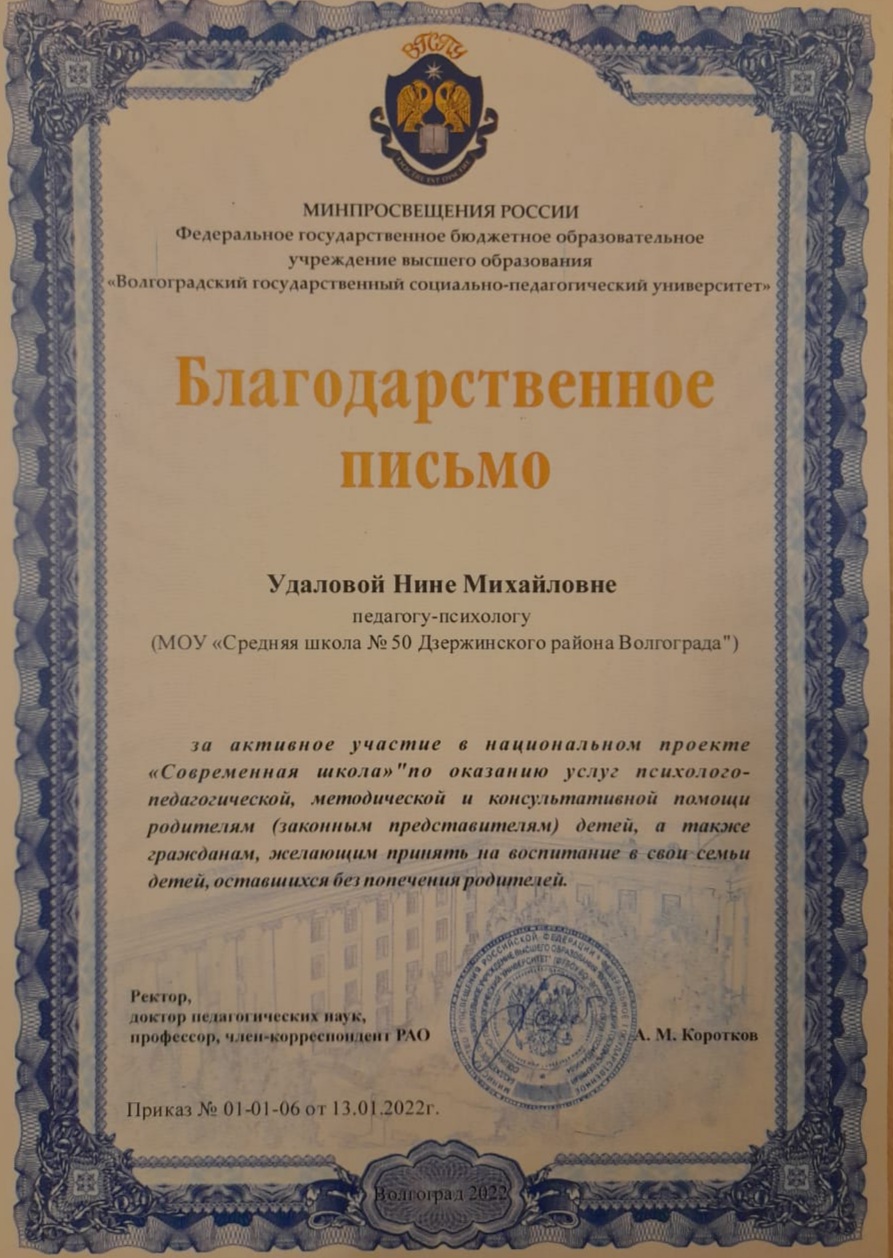 ВГСПУ
МИНПРОСВЕЩЕНИЯ РОССИИ
Федеральное государственное бюджетное образовательное
учреждение высшего образования
«Волгоградский государственный социально-педагогический университет»
Благодарственное
письмо
Удаловой Нине Михайловне
педагогу-психологу
(МОУ «Средняя школа № 50 Дзержинского района Волгограда")
за активное участие в национальном проекте
«Современная школа»"по оказанию услуг психолого-
педагогической, методической и консультативной помощи
родителям (законным представителям) детей, а также
гражданам, желающим принять на воспитание в свои семьи
детей, оставшихся без попечения родителей.
Ректор,
доктор педагогических наук,
профессор, член-корреспондент РАО
А. М. Коротков
Приказ № 01-01-06 от 13.01.2022г.
Волгоград 2022